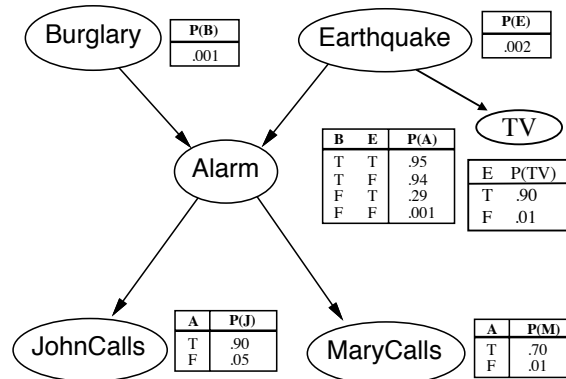 Burglary
P(B)
.001
Earthquake
P(E)
.002
TV
Alarm
B E P(A)
T T .95
T F .94
F T .29
F F .001
E P(TV)
T .90
F .01
JohnCalls
A P(J)
T .90
F .05
MaryCalls
A P(M)
T .70
F .01